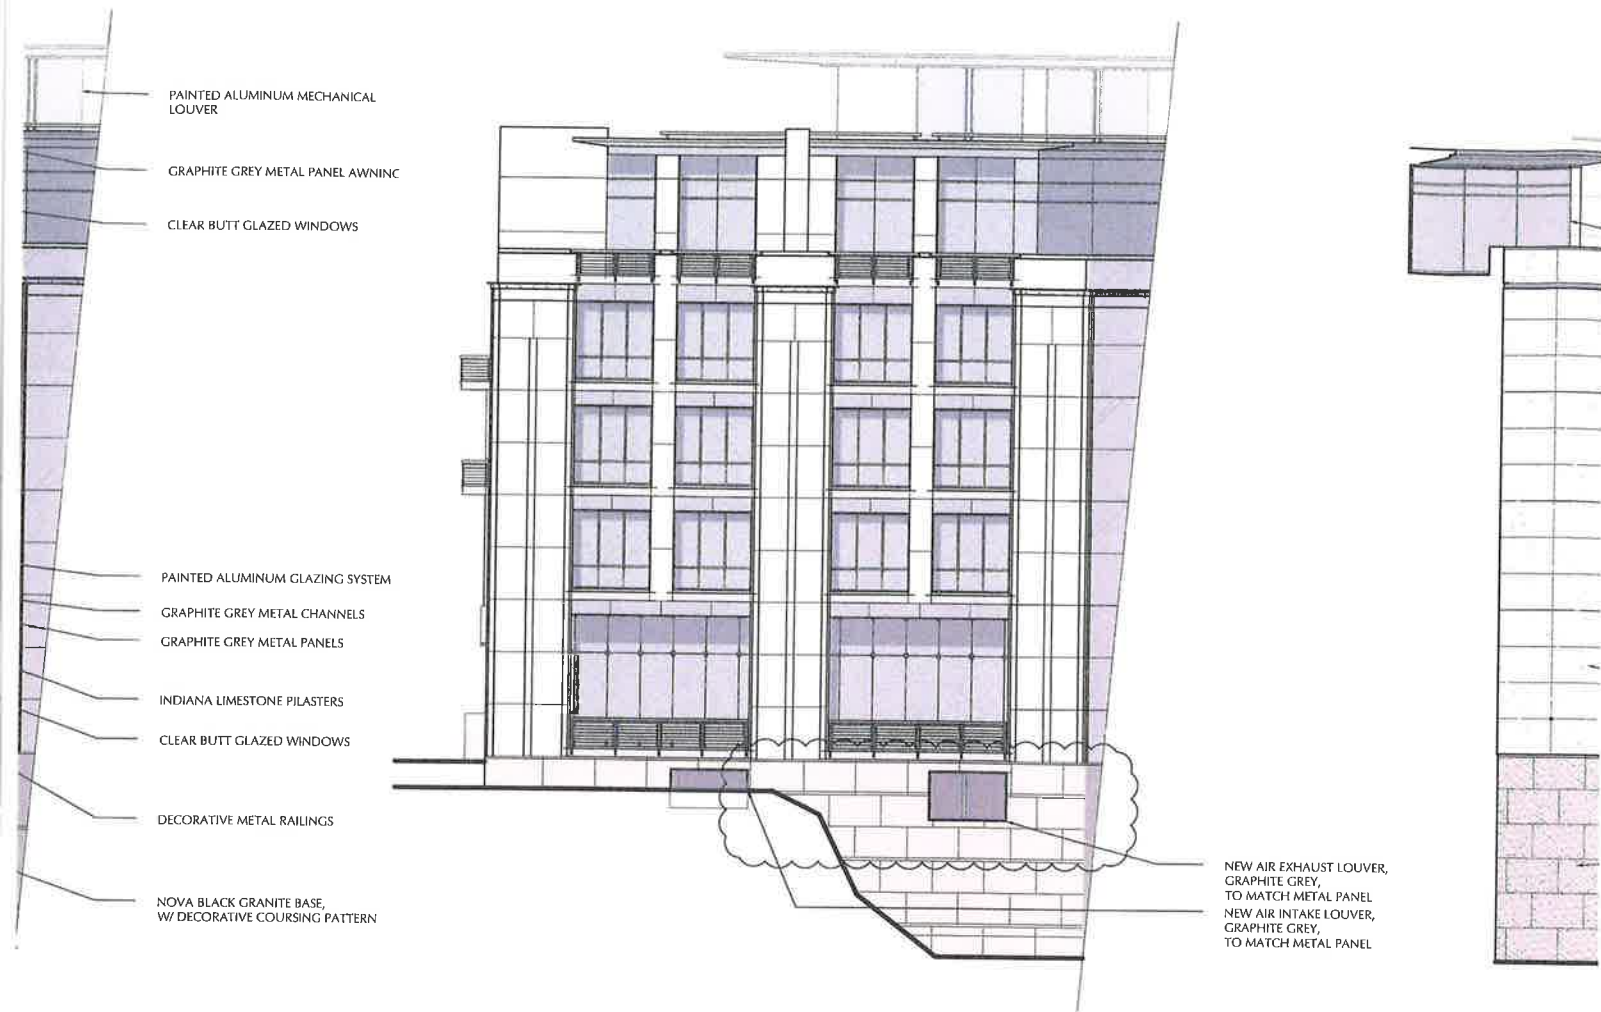 PAINTED ALUMINUM MECHANICAL
LOUVER
GRAPHITE GREY METAL PANEL AWNING
CLEAR BUTT GLAZED WINDOWS
PAINTED ALUMINUM GLAZING SYSTEM
GRAPHITE GREY METAL CHANNELS
GRAPHITE GREY METAL PANELS
INDIANA LIMESTONE PILASTERS
CLEAR BUTT GLAZED WINDOWS
DECORATIVE METAL RAILINGS
NOVA BLACK GRANITE BASE,
W/ DECORATIVE COURSING PATTERN
NEW AIR EXHAUST LOUVER,
GRAPHITE GREY,
TO MATCH METAL PANEL
NEW AIR INTAKE LOUVER,
GRAPHITE GREY,
TO MATCH METAL PANEL